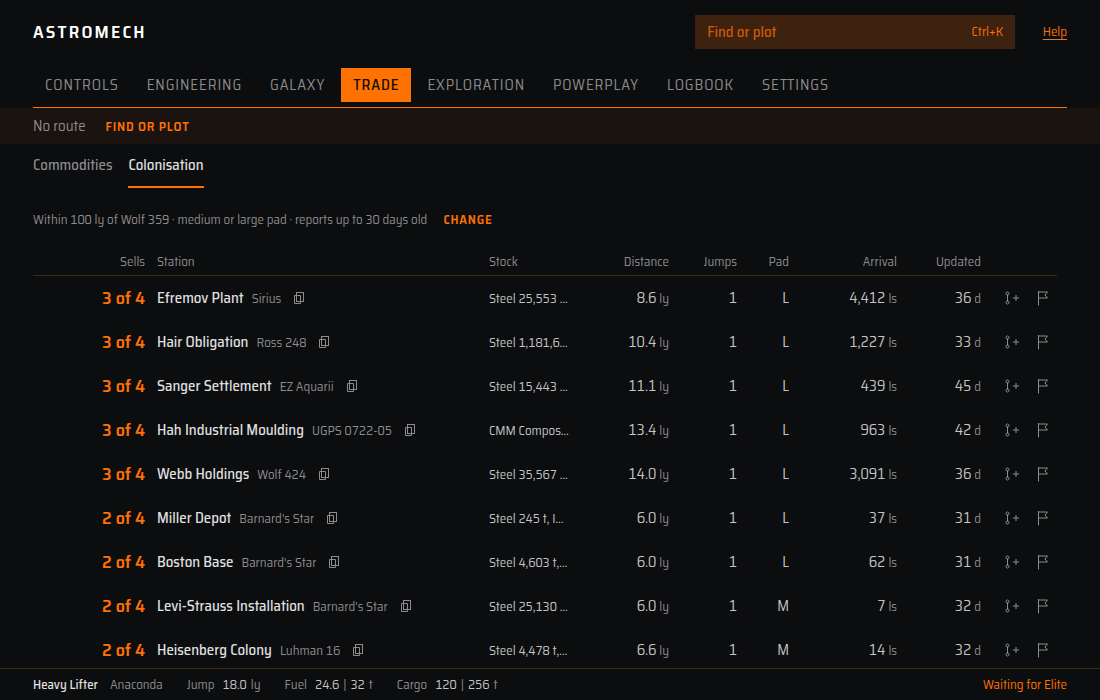 ASTROMECH
Find or plot Ctrl+K
Help
CONTROLS ENGINEERING GALAXY TRADE EXPLORATION POWERPLAY LOGBOOK SETTINGS
No route FIND OR PLOT
Commodities Colonisation
Within 100 ly of Wolf 359 · medium or large pad · reports up to 30 days old CHANGE
Sells Station Stock Distance Jumps Pad Arrival Updated
3 of 4 Efremov Plant Sirius Steel 25,553 ... 8.6 ly 1 L 4,412 ls 36 d
3 of 4 Hair Obligation Ross 248 Steel 1,181,6... 10.4 ly 1 L 1,227 ls 33 d
3 of 4 Sanger Settlement EZ Aquarii Steel 15,443 ... 11.1 ly 1 L 439 ls 45 d
3 of 4 Hah Industrial Moulding UGPS 0722-05 CMM Compos... 13.4 ly 1 L 963 ls 42 d
3 of 4 Webb Holdings Wolf 424 Steel 35,567 ... 14.0 ly 1 L 3,091 ls 36 d
2 of 4 Miller Depot Barnard's Star Steel 245 t, I... 6.0 ly 1 L 37 ls 31 d
2 of 4 Boston Base Barnard's Star Steel 4,603 t,... 6.0 ly 1 L 62 ls 31 d
2 of 4 Levi-Strauss Installation Barnard's Star Steel 25,130 ... 6.0 ly 1 M 7 ls 32 d
2 of 4 Heisenberg Colony Luhman 16 Steel 4,478 t,... 6.6 ly 1 M 14 ls 32 d
Heavy Lifter Anaconda Jump 18.0 ly Fuel 24.6 | 32 t Cargo 120 | 256 t Waiting for Elite